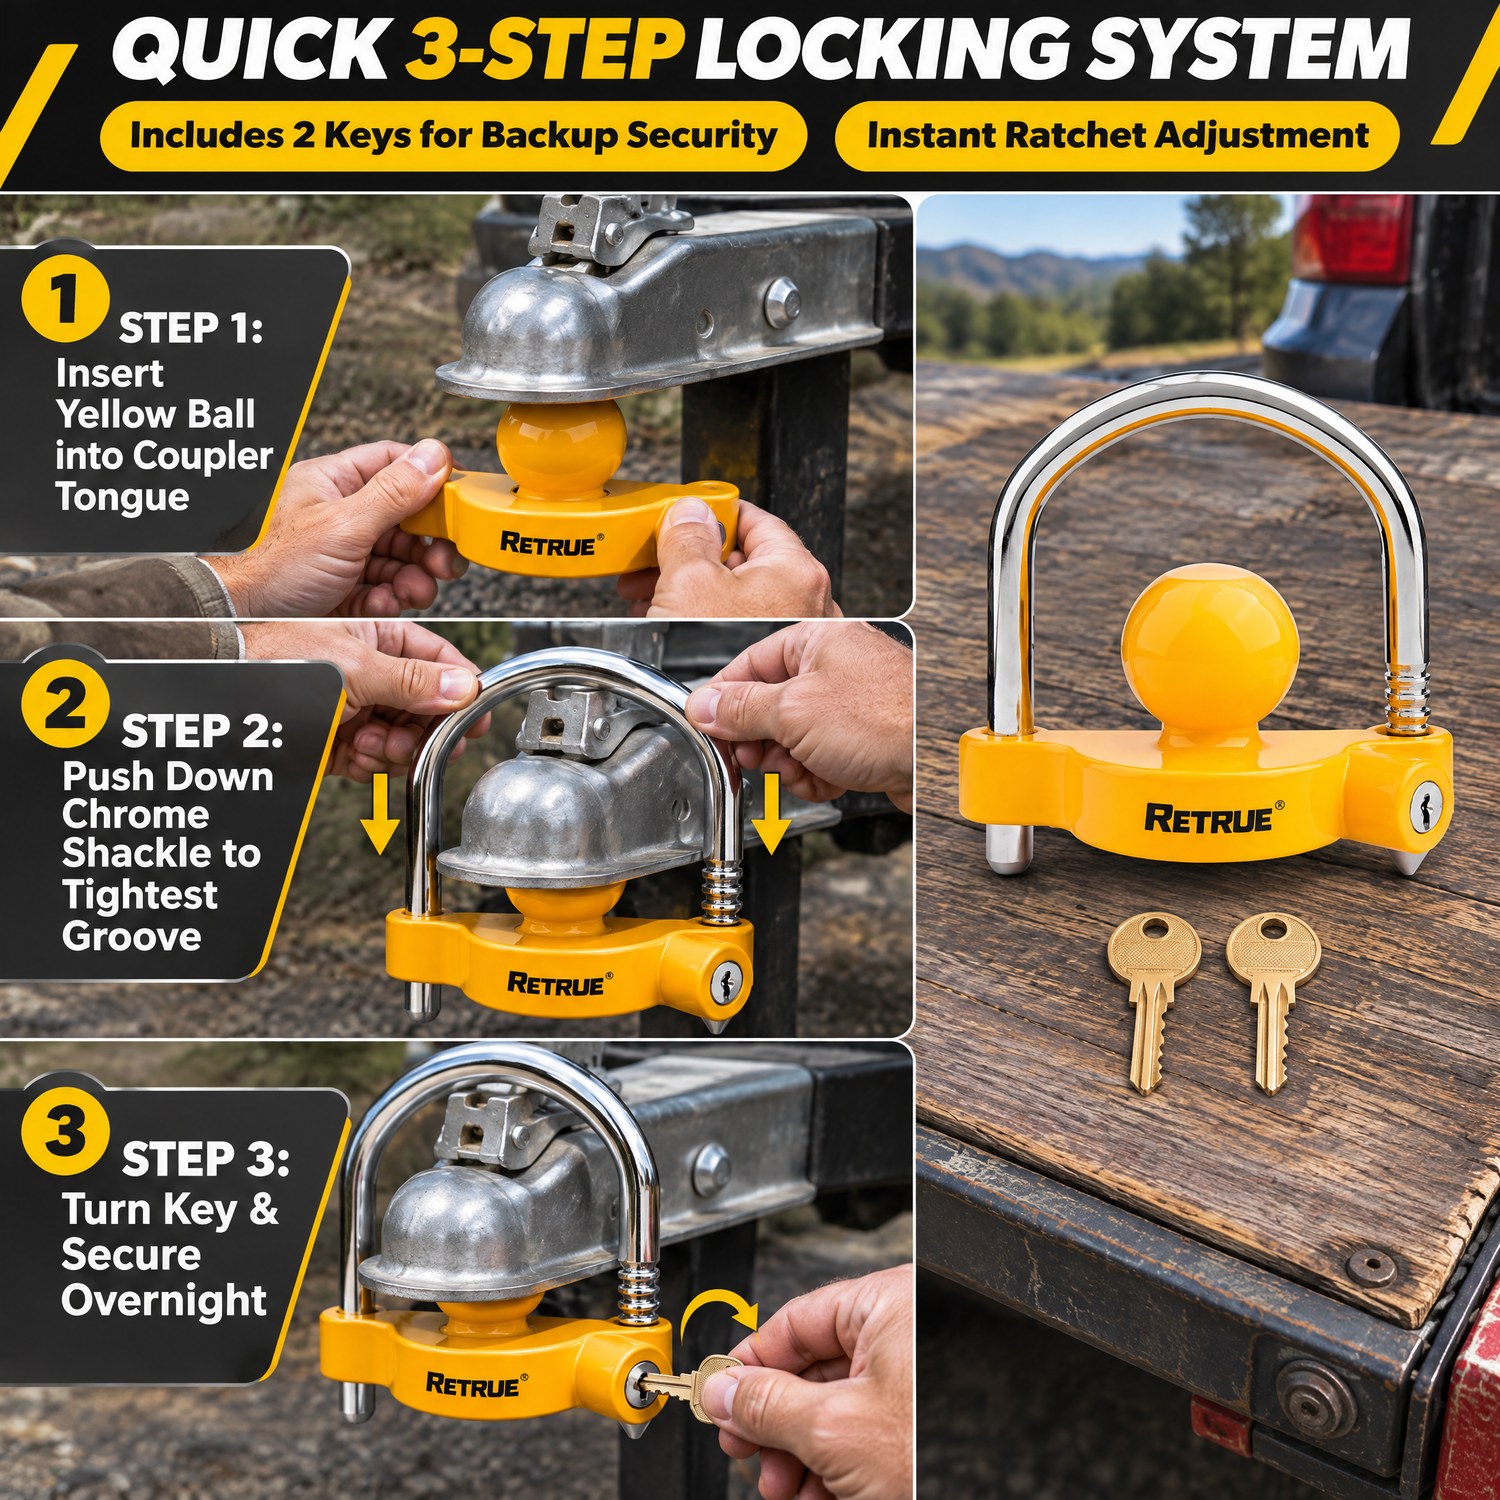 QUICK 3-STEP LOCKING SYSTEM
Includes 2 Keys for Backup Security
Instant Ratchet Adjustment
1
STEP 1:
Insert
Yellow Ball
into Coupler
Tongue
RETRUE®
2
STEP 2:
Push Down
Chrome
Shackle to
Tightest
Groove
RETRUE®
3
STEP 3:
Turn Key &
Secure
Overnight
RETRUE®
RETRUE®